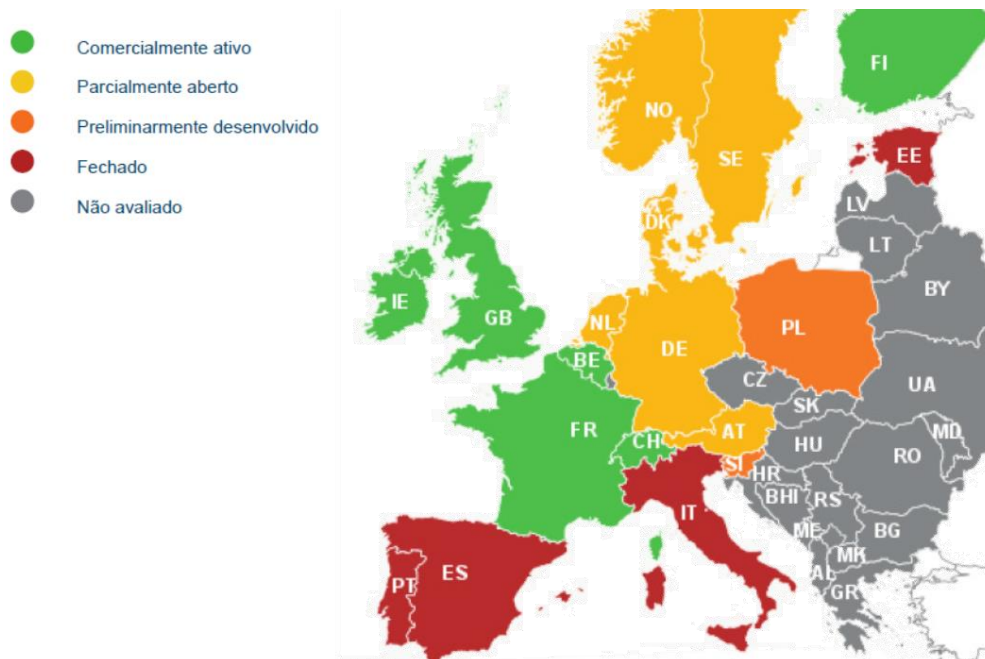 Comercialmente ativo
Parcialmente aberto
Preliminarmente desenvolvido
Fechado
Não avaliado
FI
NO
SE
EE
LV
DK
LT
BY
IE
GB
NL
PL
DE
BE
CZ
UA
SK
FR
CH
AT
MD
HU
RO
SI
HR
BHI
RS
IT
ME
BG
MK
PT
ES
AL
GR